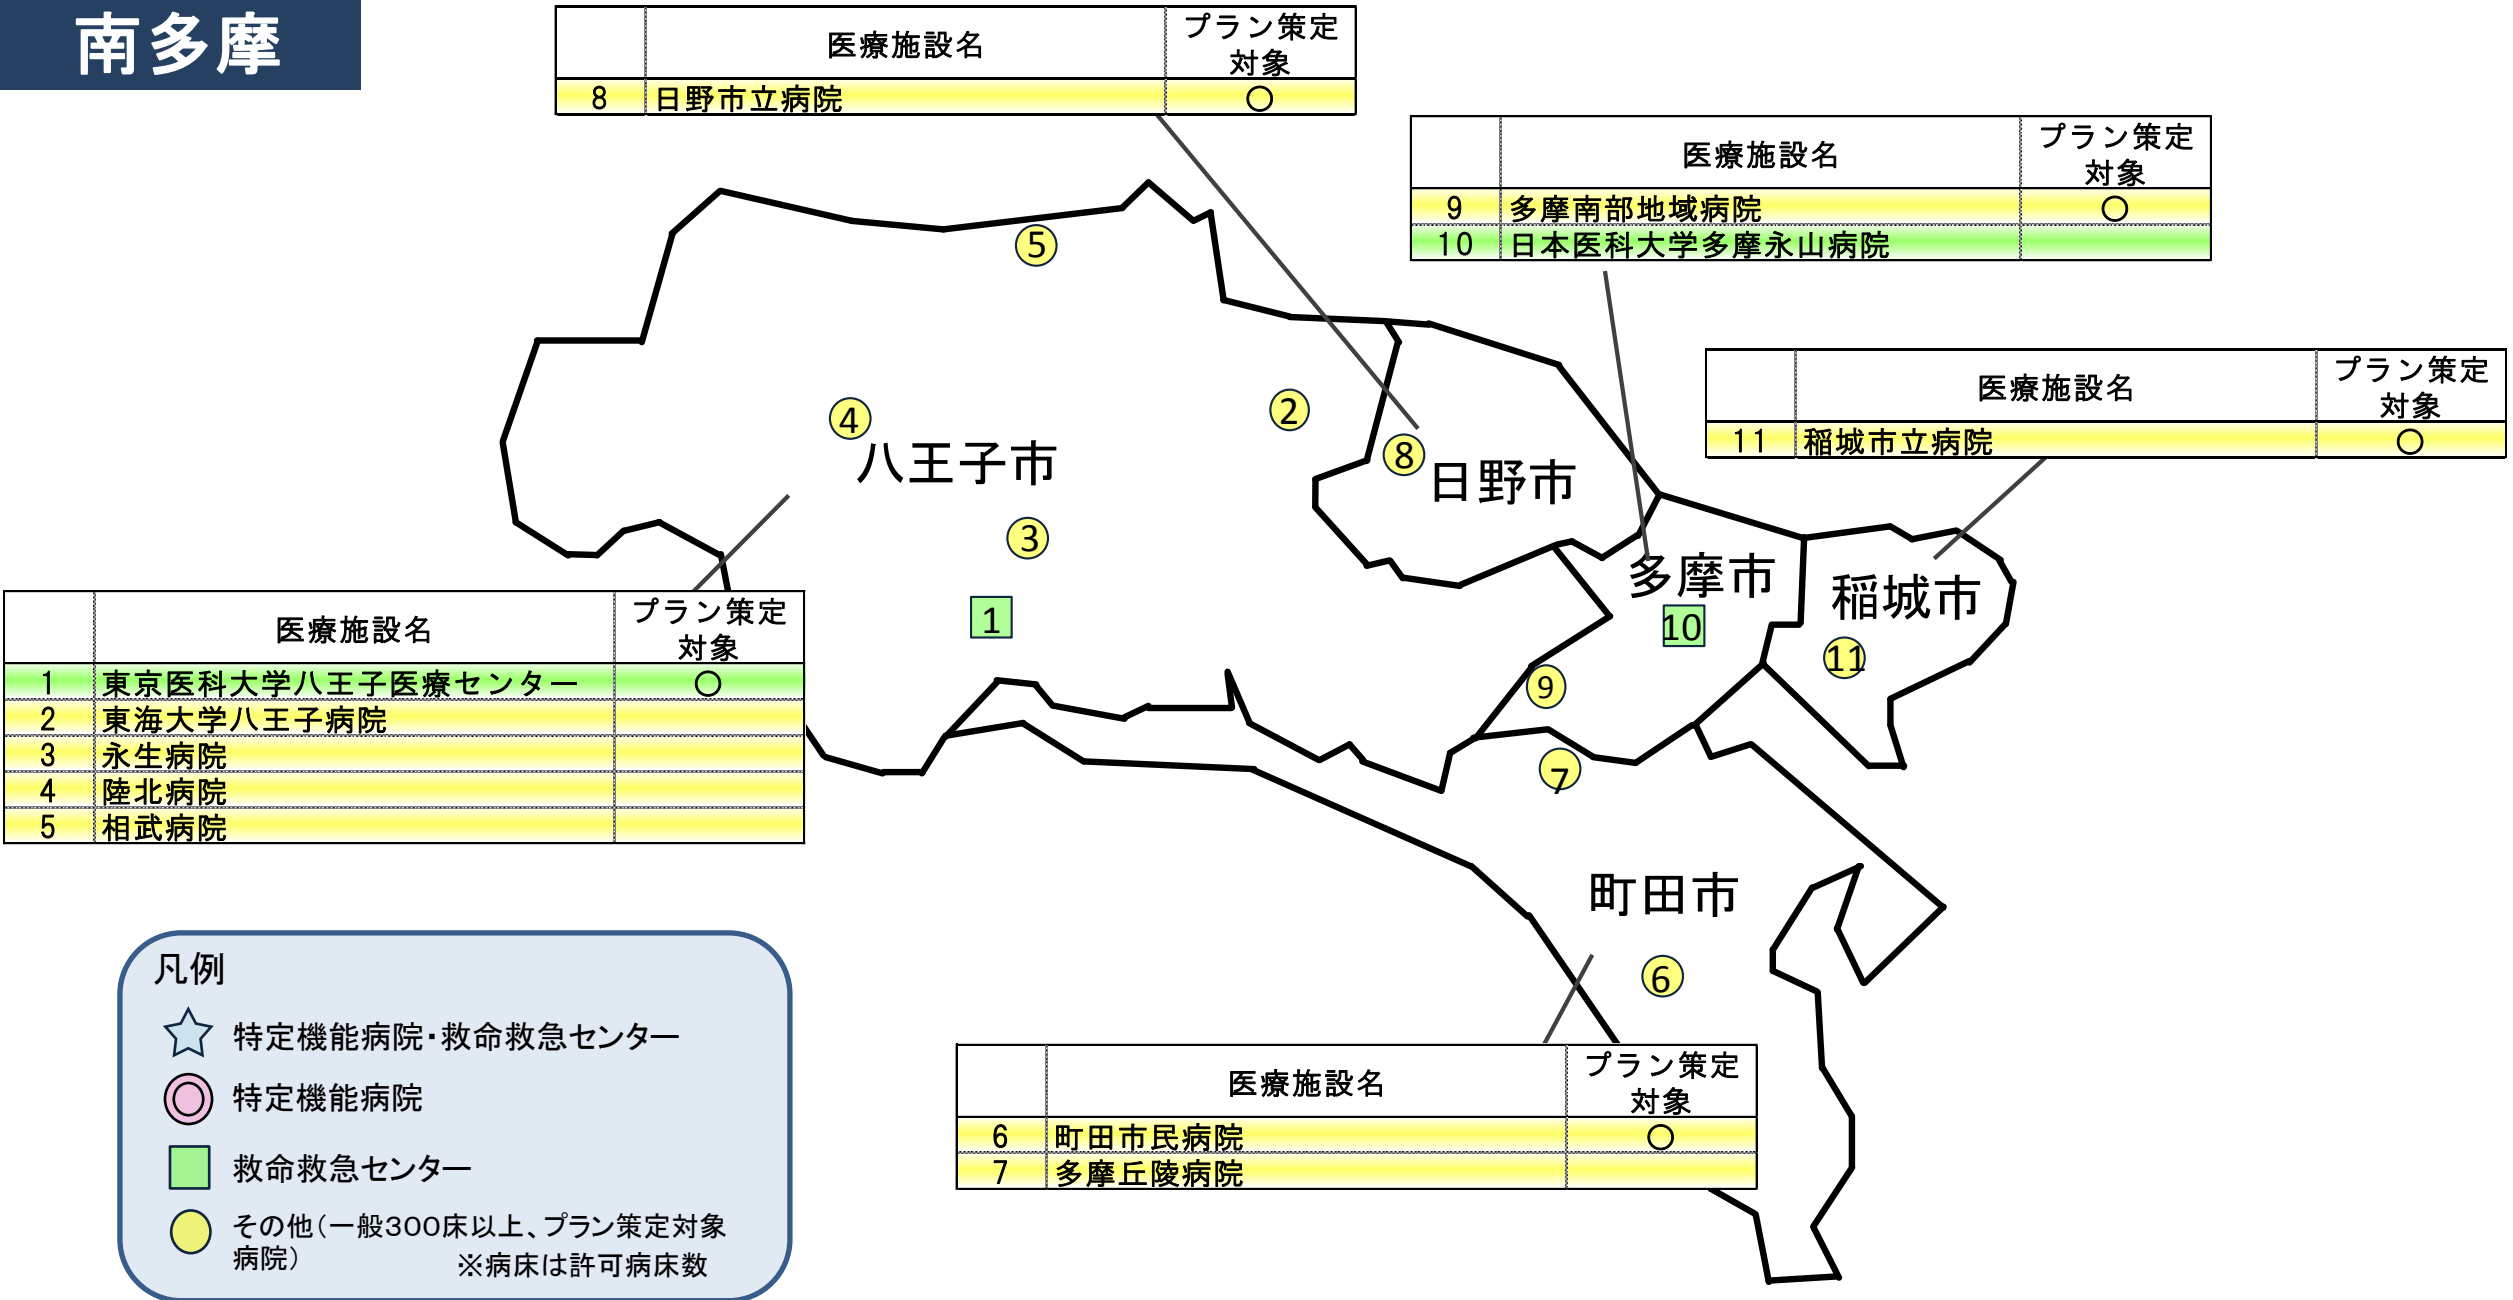 南多摩
医療施設名 プラン策定
対象
8 日野市立病院 ○
医療施設名 プラン策定
対象
9 多摩南部地域病院 ○
10 日本医科大学多摩永山病院
医療施設名 プラン策定
対象
11 稲城市立病院 ○
5
4
2
八王子市
8
日野市
3
多摩市
稲城市
1
10
11
9
7
医療施設名 プラン策定
対象
1 東京医科大学八王子医療センター ○
2 東海大学八王子病院
3 永生病院
4 陸北病院
5 相武病院
町田市
6
医療施設名 プラン策定
対象
6 町田市民病院 ○
7 多摩丘陵病院
凡例
特定機能病院・救命救急センター
特定機能病院
救命救急センター
その他（一般300床以上、プラン策定対象
病院） ※病床は許可病床数